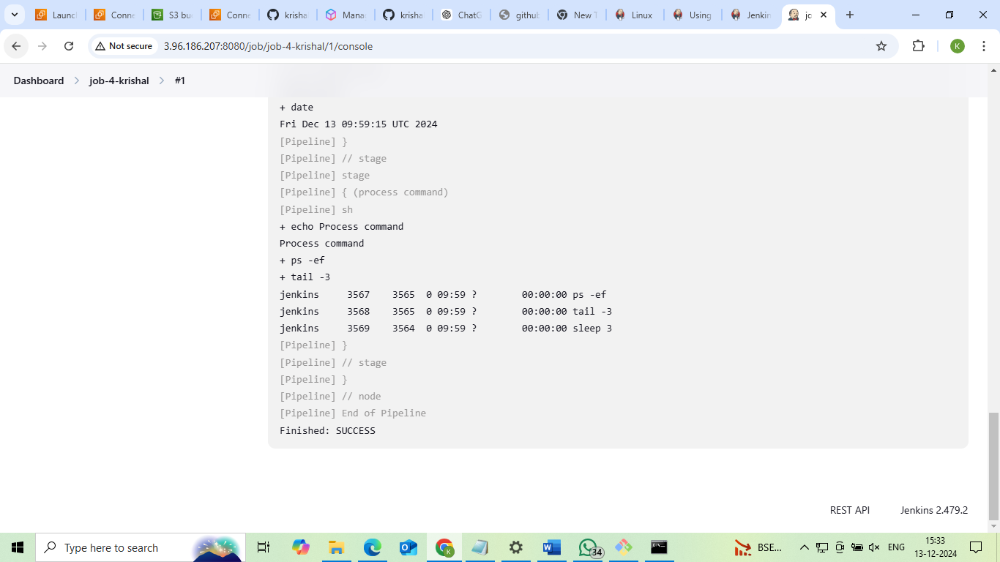 Launc
Conne
S3 bu
Conne
krisha
Manag
krisha
ChatG
github
New T
Linux
Using
Jenkin
jc
Not secure
3.96.186.207:8080/job/job-4-krishal/1/console
K
Dashboard
job-4-krishal
#1
+ date
Fri Dec 13 09:59:15 UTC 2024
[Pipeline] }
[Pipeline] // stage
[Pipeline] stage
[Pipeline] { (process command)
[Pipeline] sh
+ echo Process command
Process command
+ ps -ef
+ tail -3
jenkins     3567    3565  0 09:59 ?        00:00:00 ps -ef
jenkins     3568    3565  0 09:59 ?        00:00:00 tail -3
jenkins     3569    3564  0 09:59 ?        00:00:00 sleep 3
[Pipeline] }
[Pipeline] // stage
[Pipeline] }
[Pipeline] // node
[Pipeline] End of Pipeline
Finished: SUCCESS
REST API
Jenkins 2.479.2
Type here to search
K
34
BSE...
ENG
15:33
13-12-2024